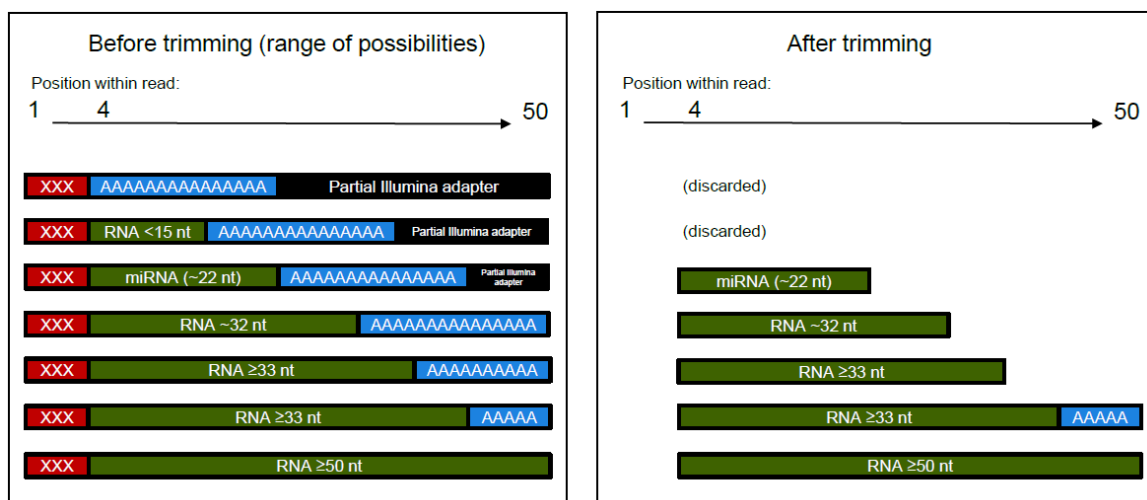 Before trimming (range of possibilities)
Position within read:
1 4 50
XXX AAAAAAAAAAAAAAA Partial Illumina adapter
XXX RNA <15 nt AAAAAAAAAAAAAAA Partial Illumina adapter
XXX miRNA (~22 nt) AAAAAAAAAAAAAAA Partial Illumina
adapter
XXX RNA ~32 nt AAAAAAAAAAAAAAA
XXX RNA ≥33 nt AAAAAAAAAA
XXX RNA ≥33 nt AAAAA
XXX RNA ≥50 nt
After trimming
Position within read:
1 4 50
(discarded)
(discarded)
miRNA (~22 nt)
RNA ~32 nt
RNA ≥33 nt
RNA ≥33 nt AAAAA
RNA ≥50 nt